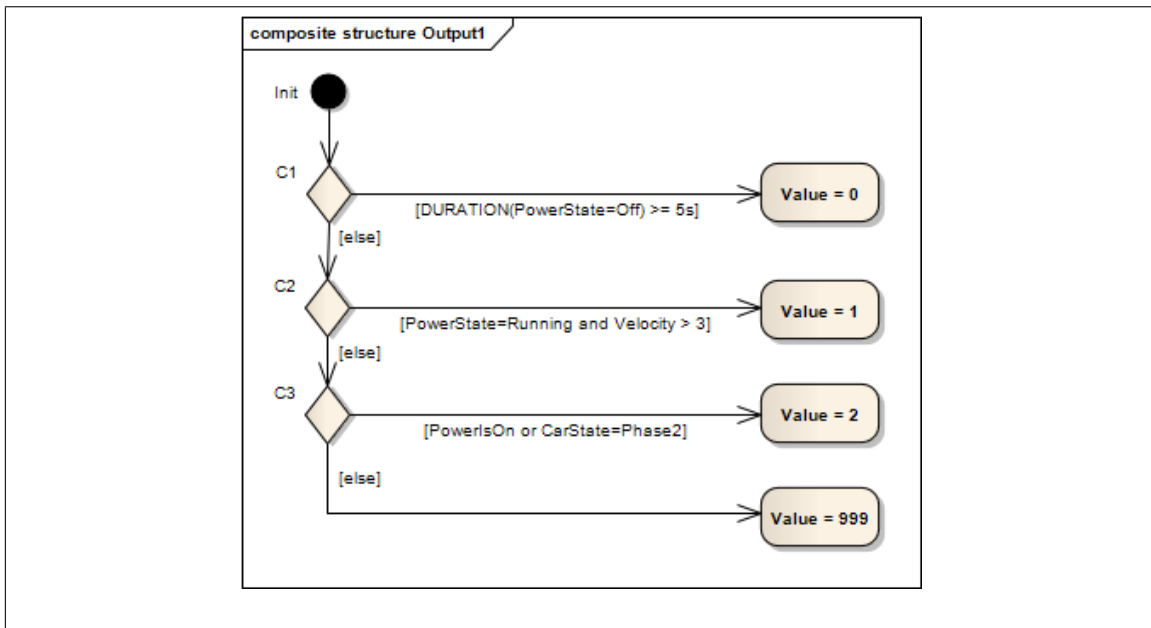 composite structure Output1
Init
C1
Value = 0
[DURATION(PowerState=Off) >= 5s]
[else]
C2
Value = 1
[PowerState=Running and Velocity > 3]
[else]
C3
Value = 2
[PowerIsOn or CarState=Phase2]
[else]
Value = 999